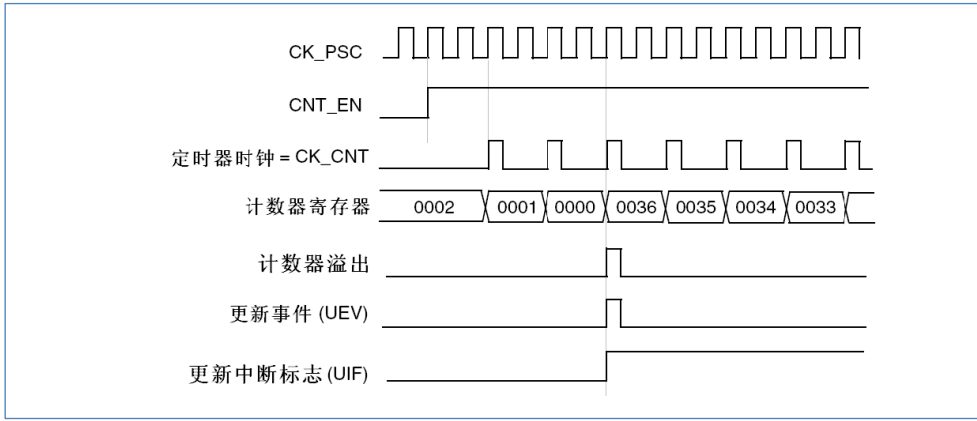 CK_PSC
CNT_EN
定时器时钟 = CK_CNT
计数器寄存器 0002 0001 0000 0036 0035 0034 0033
计数器溢出
更新事件 (UEV)
更新中断标志 (UIF)